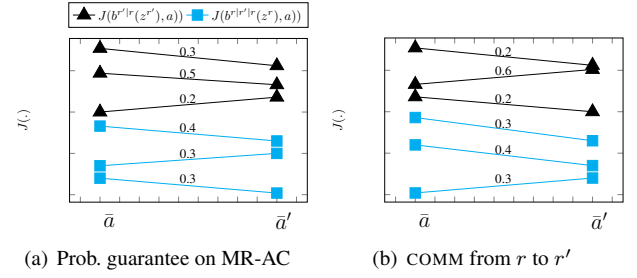 J(b^{r'|r}(z^{r'}), a))  J(b^{r|r'|r}(z^r), a))
J(.)
0.3
0.5
0.2
0.4
0.3
0.3
ā  ā'
(a) Prob. guarantee on MR-AC
J(.)
0.2
0.6
0.2
0.3
0.4
0.3
ā  ā'
(b) COMM from r to r'